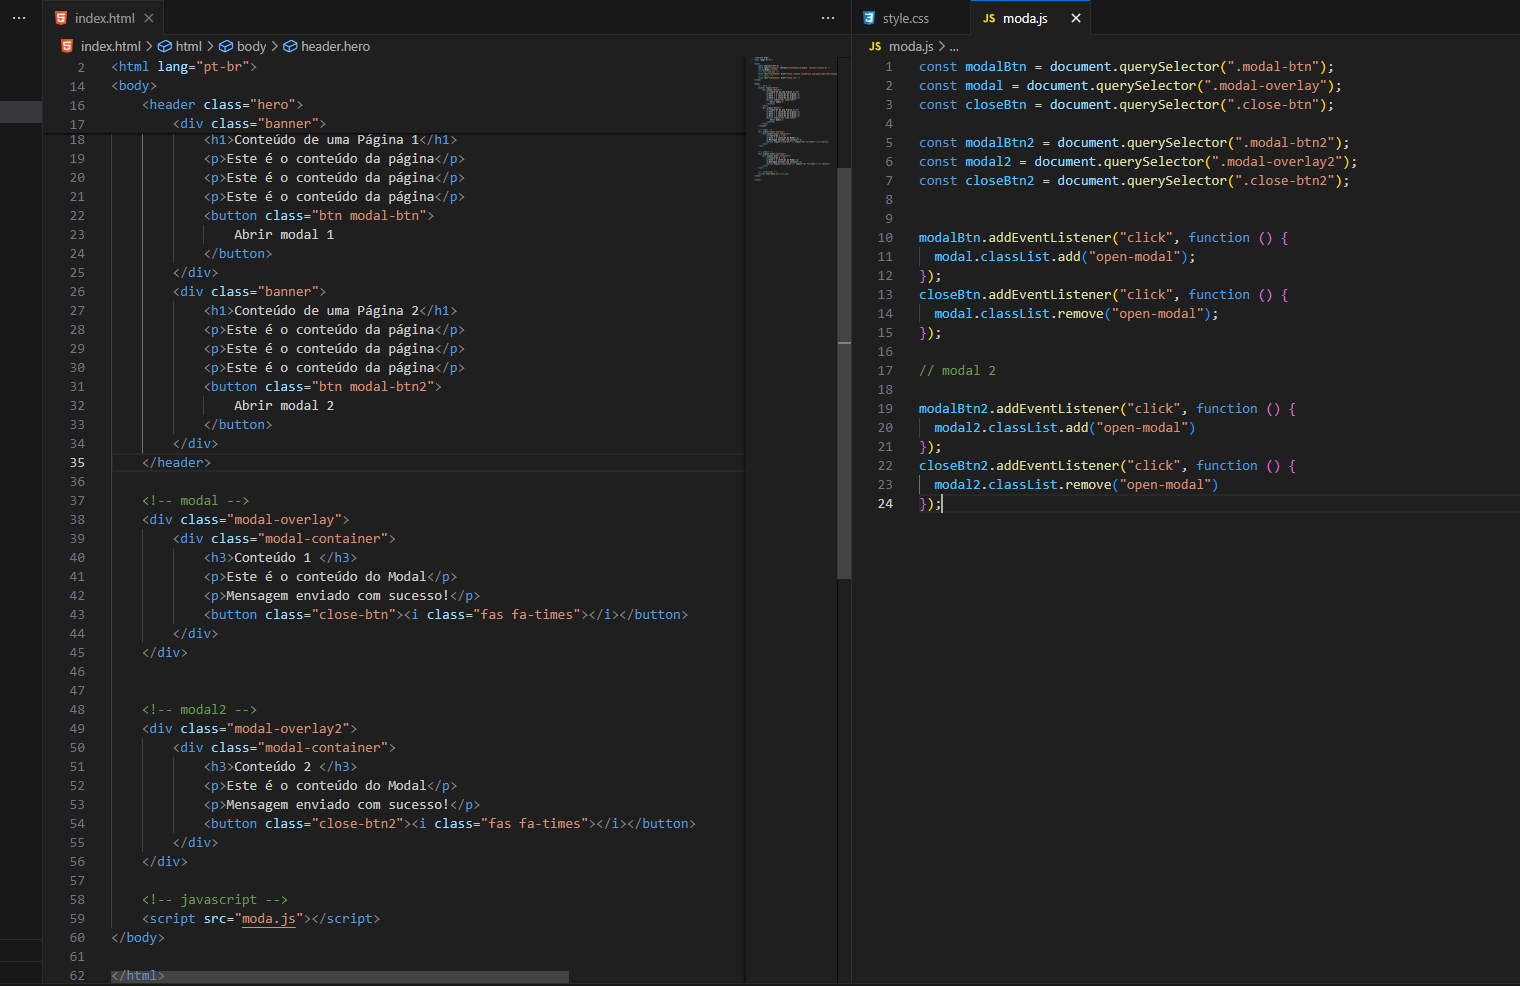 index.html
index.html > html > body > header.hero
2 <html lang="pt-br">
14 <body>
16 <header class="hero">
17 <div class="banner">
18 <h1>Conteúdo de uma Página 1</h1>
19 <p>Este é o conteúdo da página</p>
20 <p>Este é o conteúdo da página</p>
21 <p>Este é o conteúdo da página</p>
22 <button class="btn modal-btn">
23 Abrir modal 1
24 </button>
25 </div>
26 <div class="banner">
27 <h1>Conteúdo de uma Página 2</h1>
28 <p>Este é o conteúdo da página</p>
29 <p>Este é o conteúdo da página</p>
30 <p>Este é o conteúdo da página</p>
31 <button class="btn modal-btn2">
32 Abrir modal 2
33 </button>
34 </div>
35 </header>
36
37 <!-- modal -->
38 <div class="modal-overlay">
39 <div class="modal-container">
40 <h3>Conteúdo 1 </h3>
41 <p>Este é o conteúdo do Modal</p>
42 <p>Mensagem enviado com sucesso!</p>
43 <button class="close-btn"><i class="fas fa-times"></i></button>
44 </div>
45 </div>
46
47
48 <!-- modal2 -->
49 <div class="modal-overlay2">
50 <div class="modal-container">
51 <h3>Conteúdo 2 </h3>
52 <p>Este é o conteúdo do Modal</p>
53 <p>Mensagem enviado com sucesso!</p>
54 <button class="close-btn2"><i class="fas fa-times"></i></button>
55 </div>
56 </div>
57
58 <!-- javascript -->
59 <script src="moda.js"></script>
60 </body>
61
62 </html>
style.css
JS moda.js
JS moda.js > ...
1 const modalBtn = document.querySelector(".modal-btn");
2 const modal = document.querySelector(".modal-overlay");
3 const closeBtn = document.querySelector(".close-btn");
4
5 const modalBtn2 = document.querySelector(".modal-btn2");
6 const modal2 = document.querySelector(".modal-overlay2");
7 const closeBtn2 = document.querySelector(".close-btn2");
8
9
10 modalBtn.addEventListener("click", function () {
11 modal.classList.add("open-modal");
12 });
13 closeBtn.addEventListener("click", function () {
14 modal.classList.remove("open-modal");
15 });
16
17 // modal 2
18
19 modalBtn2.addEventListener("click", function () {
20 modal2.classList.add("open-modal")
21 });
22 closeBtn2.addEventListener("click", function () {
23 modal2.classList.remove("open-modal")
24 });